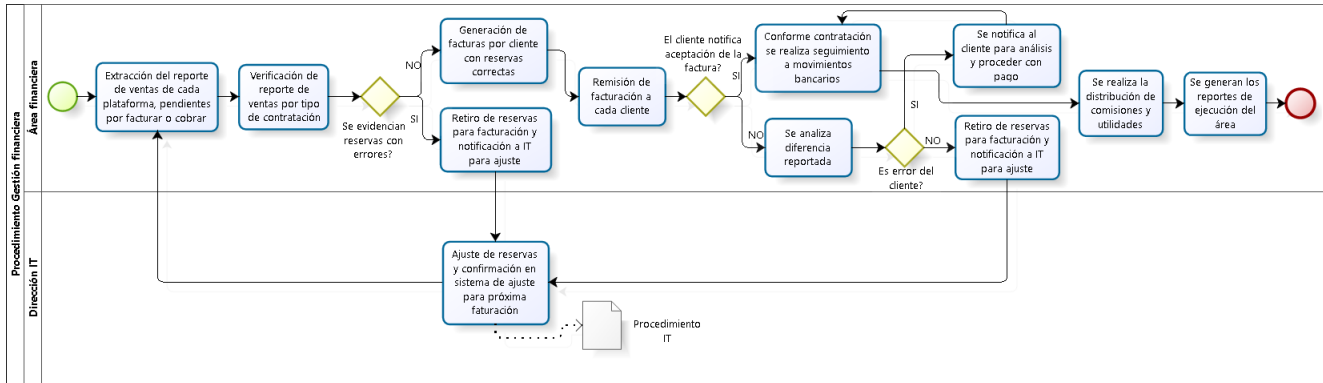 Procedimiento Gestión financiera
Área financiera
Extracción del reporte
de ventas de cada
plataforma, pendientes
por facturar o cobrar
Verificación de
reporte de
ventas por tipo
de contratación
Se evidencian
reservas con
errores?
NO
SI
Generación de
facturas por cliente
con reservas
correctas
Retiro de reservas
para facturación y
notificación a IT
para ajuste
Remisión de
facturación a
cada cliente
El cliente notifica
aceptación de la
factura?
SI
NO
Conforme contratación
se realiza seguimiento
a movimientos
bancarios
Se analiza
diferencia
reportada
Es error del
cliente?
SI
NO
Se notifica al
cliente para análisis
y proceder con
pago
Retiro de reservas
para facturación y
notificación a IT
para ajuste
Se realiza la
distribución de
comisiones y
utilidades
Se generan los
reportes de
ejecución del
área
Dirección IT
Ajuste de reservas
y confirmación en
sistema de ajuste
para próxima
faturación
Procedimiento
IT